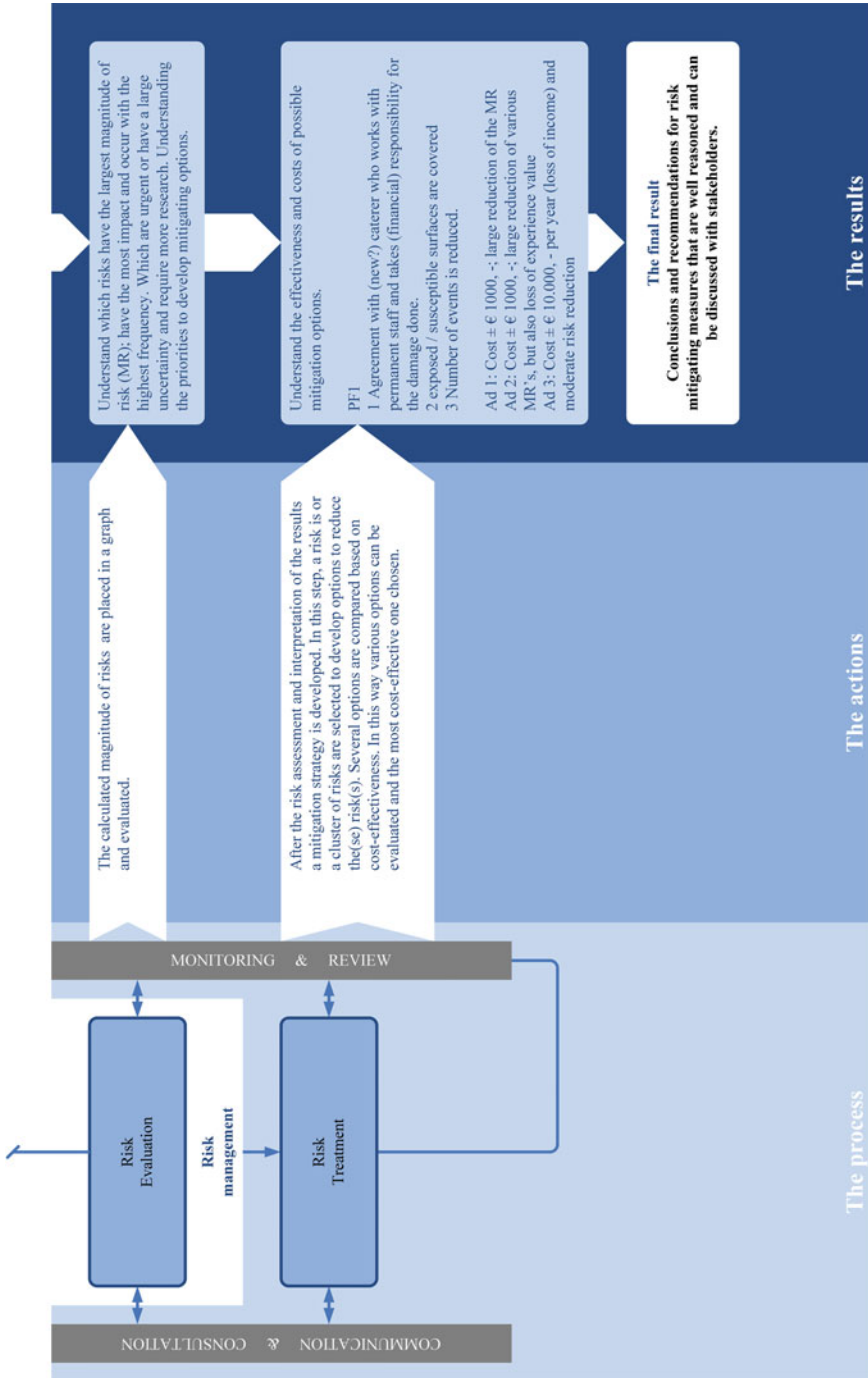 COMMUNICATION & CONSULTATION
Risk
Evaluation
Risk
management
Risk
Treatment
MONITORING & REVIEW
The process
The calculated magnitude of risks are placed in a graph
and evaluated.
After the risk assessment and interpretation of the results
a mitigation strategy is developed. In this step, a risk is or
a cluster of risks are selected to develop options to reduce
the(se) risk(s). Several options are compared based on
cost-effectiveness. In this way various options can be
evaluated and the most cost-effective one chosen.
The actions
Understand which risks have the largest magnitude of
risk (MR); have the most impact and occur with the
highest frequency. Which are urgent or have a large
uncertainty and require more research. Understanding
the priorities to develop mitigating options.
Understand the effectiveness and costs of possible
mitigation options.
PF1
1 Agreement with (new?) caterer who works with
permanent staff and takes (financial) responsibility for
the damage done.
2 exposed / susceptible surfaces are covered
3 Number of events is reduced.
Ad 1: Cost ± € 1000, -; large reduction of the MR
Ad 2: Cost ± € 1000, -; large reduction of various
MR's, but also loss of experience value
Ad 3: Cost ± € 10.000, - per year (loss of income) and
moderate risk reduction
The final result
Conclusions and recommendations for risk
mitigating measures that are well reasoned and can
be discussed with stakeholders.
The results